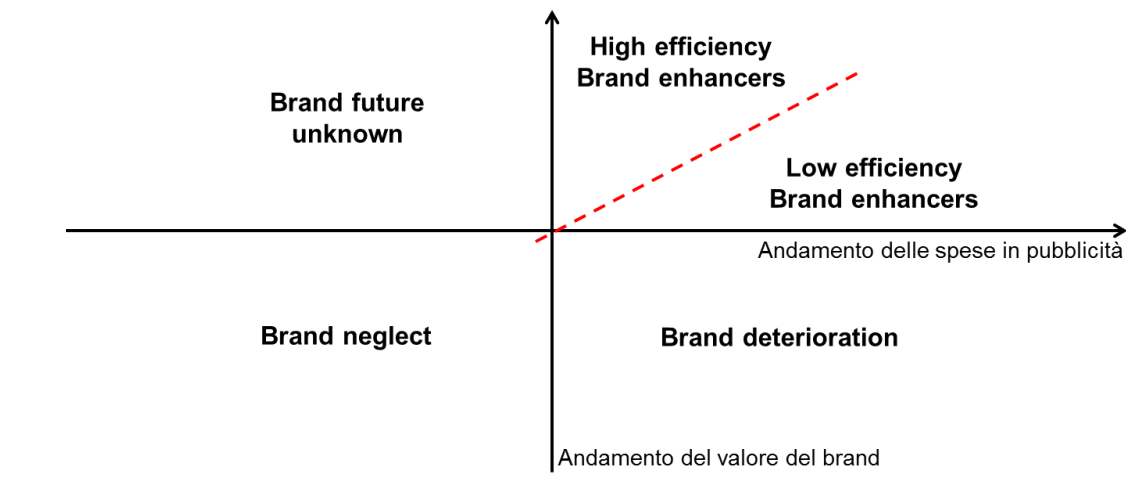 High efficiency
Brand enhancers
Brand future
unknown
Low efficiency
Brand enhancers
Andamento delle spese in pubblicità
Brand neglect
Brand deterioration
Andamento del valore del brand